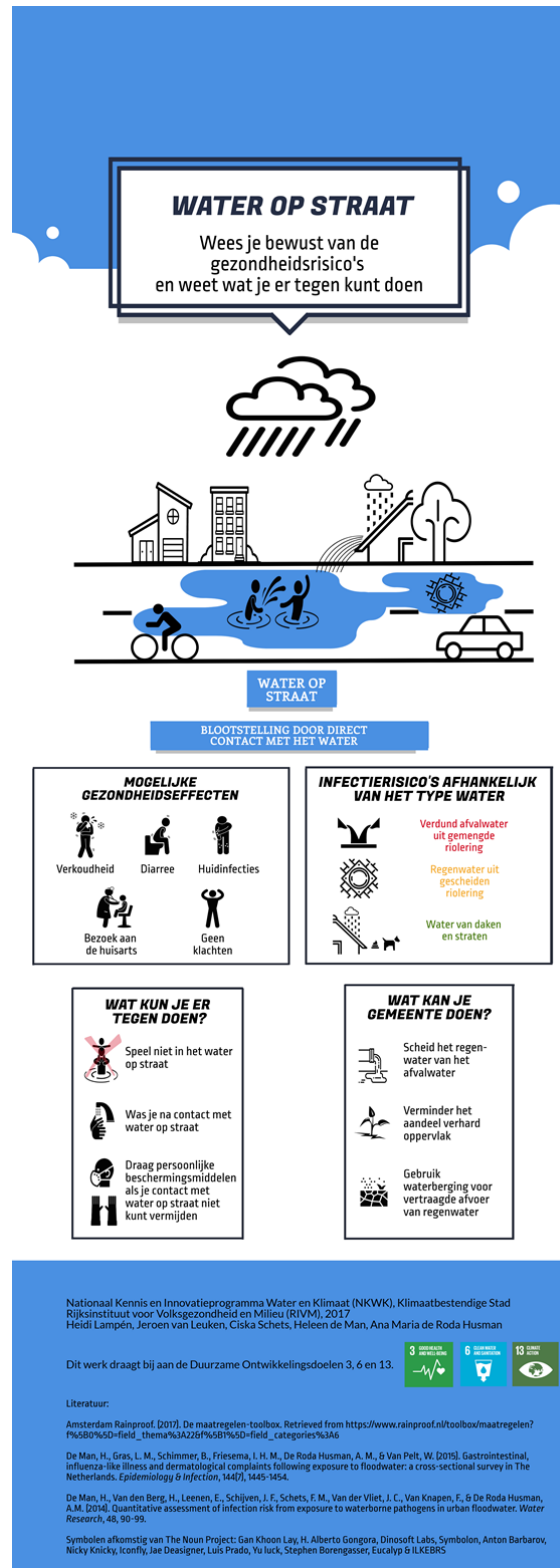 WATER OP STRAAT
Wees je bewust van de
gezondheidsrisico's
en weet wat je er tegen kunt doen
WATER OP
STRAAT
BLOOTSTELLING DOOR DIRECT
CONTACT MET HET WATER
MOGELIJKE
GEZONDHEIDSEFFECTEN
Verkoudheid
Diarree
Huidinfecties
Bezoek aan
de huisarts
Geen
klachten
INFECTIERISICO'S AFHANKELIJK
VAN HET TYPE WATER
Verdund afvalwater
uit gemengde
riolering
Regenwater uit
gescheiden
riolering
Water van daken
en straten
WAT KUN JE ER
TEGEN DOEN?
Speel niet in het water
op straat
Was je na contact met
water op straat
Draag persoonlijke
beschermingsmiddelen
als je contact met
water op straat niet
kunt vermijden
WAT KAN JE
GEMEENTE DOEN?
Scheid het regen-
water van het
afvalwater
Verminder het
aandeel verhard
oppervlak
Gebruik
waterberging voor
vertraagde afvoer
van regenwater
Nationaal Kennis en Innovatieprogramma Water en Klimaat (NKWK), Klimaatbestendige Stad
Rijksinstituut voor Volksgezondheid en Milieu (RIVM), 2017
Heidi Lampén, Jeroen van Leuken, Ciska Schets, Heleen de Man, Ana Maria de Roda Husman
Dit werk draagt bij aan de Duurzame Ontwikkelingsdoelen 3, 6 en 13.
3 GOOD HEALTH
AND WELL-BEING
6 CLEAN WATER
AND SANITATION
13 CLIMATE
ACTION
Literatuur:
Amsterdam Rainproof. (2017). De maatregelen-toolbox. Retrieved from https://www.rainproof.nl/toolbox/maatregelen?
f%5B0%5D=field_thema%3A22&f%5B1%5D=field_categories%3A6
De Man, H., Gras, L. M., Schimmer, B., Friesema, I. H. M., De Roda Husman, A. M., & Van Pelt, W. (2015). Gastrointestinal,
influenza-like illness and dermatological complaints following exposure to floodwater: a cross-sectional survey in The
Netherlands. Epidemiology & Infection, 144(7), 1445-1454.
De Man, H., Van den Berg, H., Leenen, E., Schijven, J. F., Schets, F. M., Van der Vliet, J. C., Van Knapen, F., & De Roda Husman,
A.M. (2014). Quantitative assessment of infection risk from exposure to waterborne pathogens in urban floodwater. Water
Research, 48, 90-99.
Symbolen afkomstig van The Noun Project: Gan Khoon Lay, H. Alberto Gongora, Dinosoft Labs, Symbolon, Anton Barbarov,
Nicky Knicky, Iconfly, Jae Deasigner, Luis Prado, Yu luck, Stephen Borengasser, Eucalyp & ILKEBRS